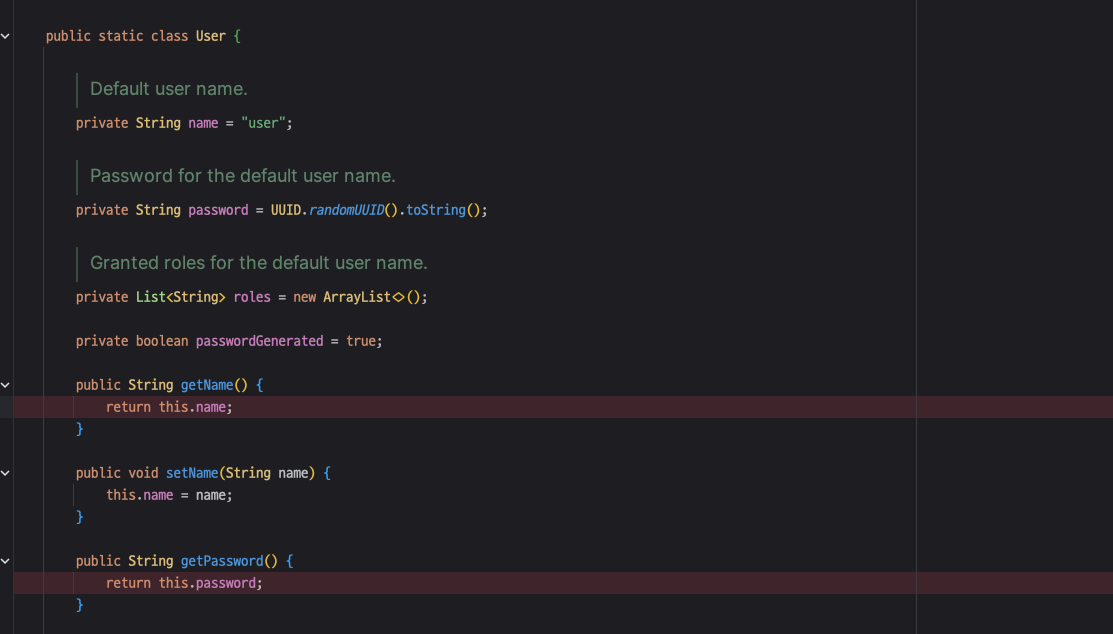 public static class User {
Default user name.
private String name = "user";
Password for the default user name.
private String password = UUID.randomUUID().toString();
Granted roles for the default user name.
private List<String> roles = new ArrayList<>();
private boolean passwordGenerated = true;
public String getName() {
return this.name;
}
public void setName(String name) {
this.name = name;
}
public String getPassword() {
return this.password;
}